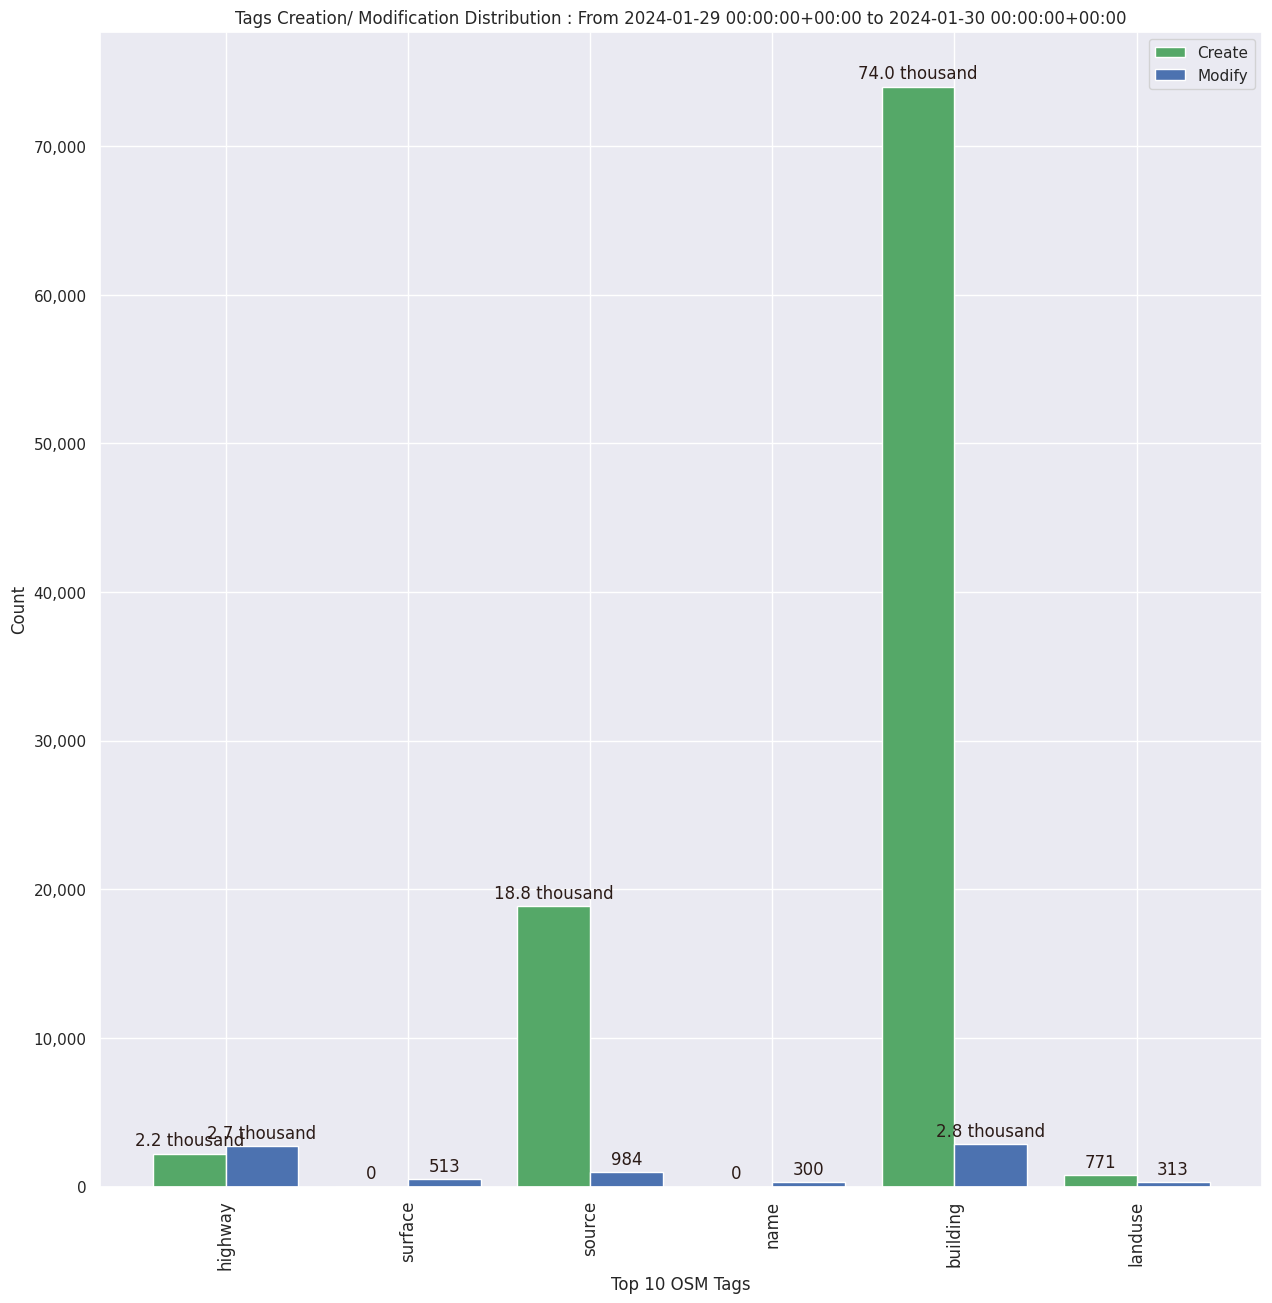 Tags Creation/ Modification Distribution : From 2024-01-29 00:00:00+00:00 to 2024-01-30 00:00:00+00:00
Create
Modify
74.0 thousand
70,000
60,000
50,000
40,000
30,000
20,000
10,000
0
Count
18.8 thousand
2.2 thousand
2.7 thousand
0
513
984
0
300
2.8 thousand
771
313
highway
surface
source
name
building
landuse
Top 10 OSM Tags